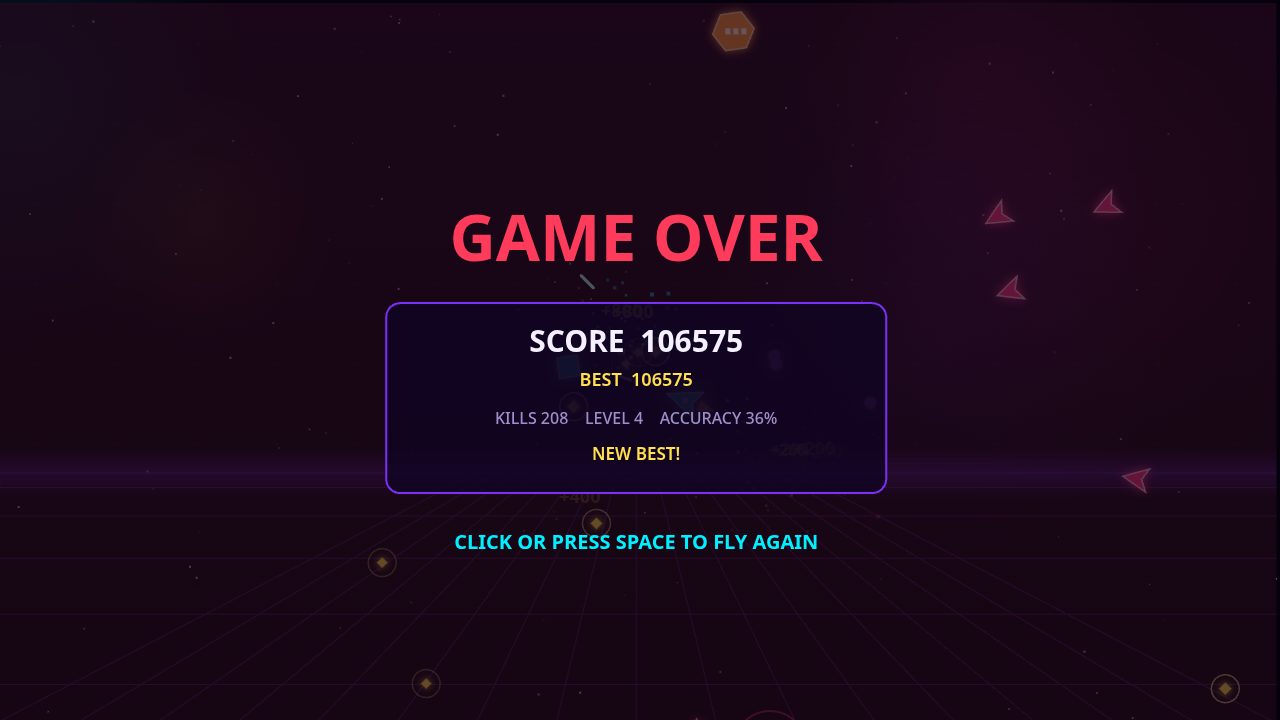 GAME OVER
SCORE 106575
BEST 106575
KILLS 208 LEVEL 4 ACCURACY 36%
NEW BEST!
+400
CLICK OR PRESS SPACE TO FLY AGAIN